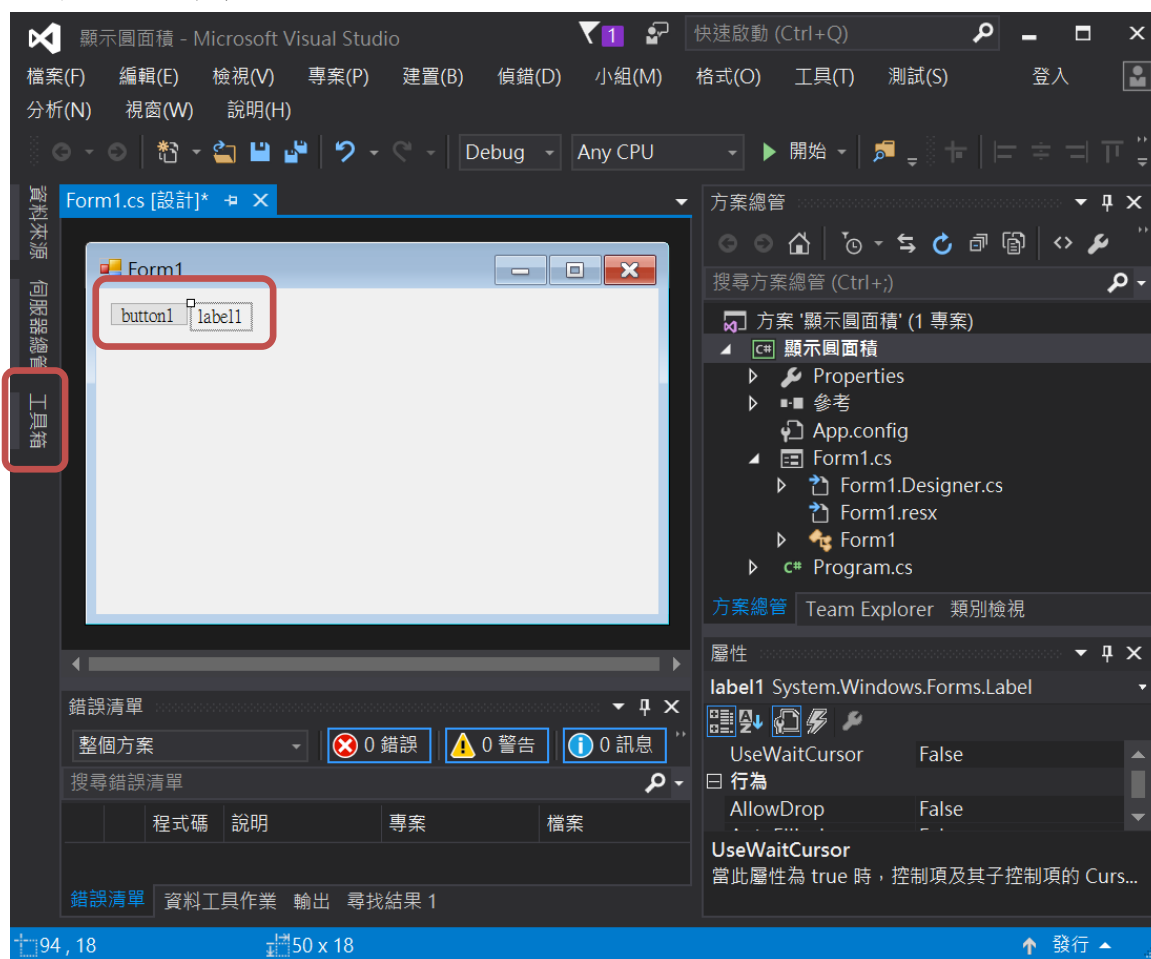 顯示圓面積 - Microsoft Visual Studio
1
快速啟動 (Ctrl+Q)
檔案(F) 編輯(E) 檢視(V) 專案(P) 建置(B) 偵錯(D) 小組(M) 格式(O) 工具(T) 測試(S) 登入
分析(N) 視窗(W) 說明(H)
Debug Any CPU 開始
資料來源
伺服器總管
工具箱
Form1.cs [設計]*
Form1
button1 label1
方案總管
搜尋方案總管 (Ctrl+;)
方案 '顯示圓面積' (1 專案)
C# 顯示圓面積
Properties
參考
App.config
Form1.cs
Form1.Designer.cs
Form1.resx
Form1
C# Program.cs
方案總管 Team Explorer 類別檢視
屬性
label1 System.Windows.Forms.Label
UseWaitCursor False
行為
AllowDrop False
UseWaitCursor
當此屬性為 true 時，控制項及其子控制項的 Curs...
錯誤清單
整個方案 0 錯誤 0 警告 0 訊息
搜尋錯誤清單
程式碼 說明 專案 檔案
錯誤清單 資料工具作業 輸出 尋找結果 1
94 , 18 50 x 18 發行